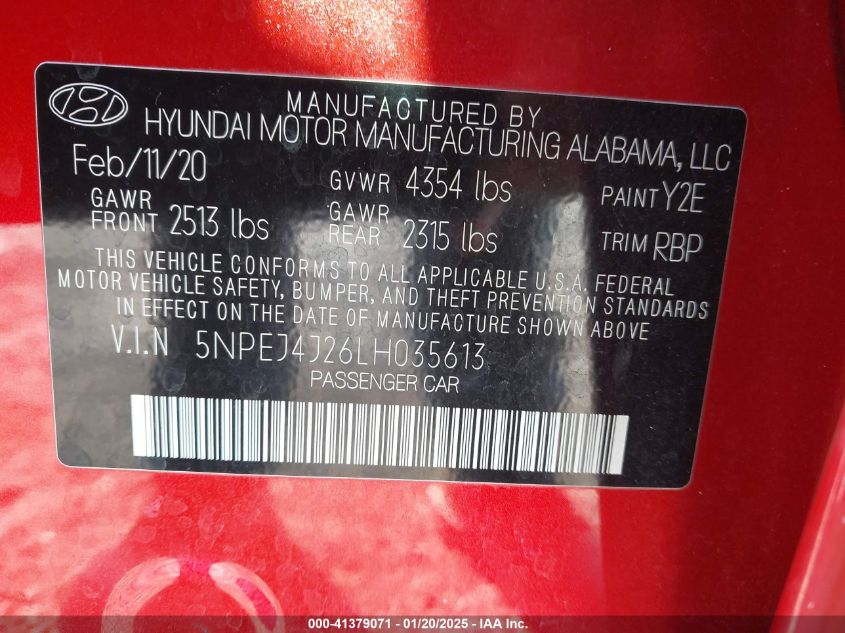 MANUFACTURED BY
HYUNDAI MOTOR MANUFACTURING ALABAMA, LLC
Feb/11/20 GVWR 4354 lbs PAINT Y2E
GAWR FRONT 2513 lbs GAWR REAR 2315 lbs TRIM RBP
THIS VEHICLE CONFORMS TO ALL APPLICABLE U.S.A. FEDERAL
MOTOR VEHICLE SAFETY, BUMPER, AND THEFT PREVENTION STANDARDS
IN EFFECT ON THE DATE OF MANUFACTURE SHOWN ABOVE
V.I.N 5NPEJ4J26LH035613
PASSENGER CAR
000-41379071 - 01/20/2025 - IAA Inc.